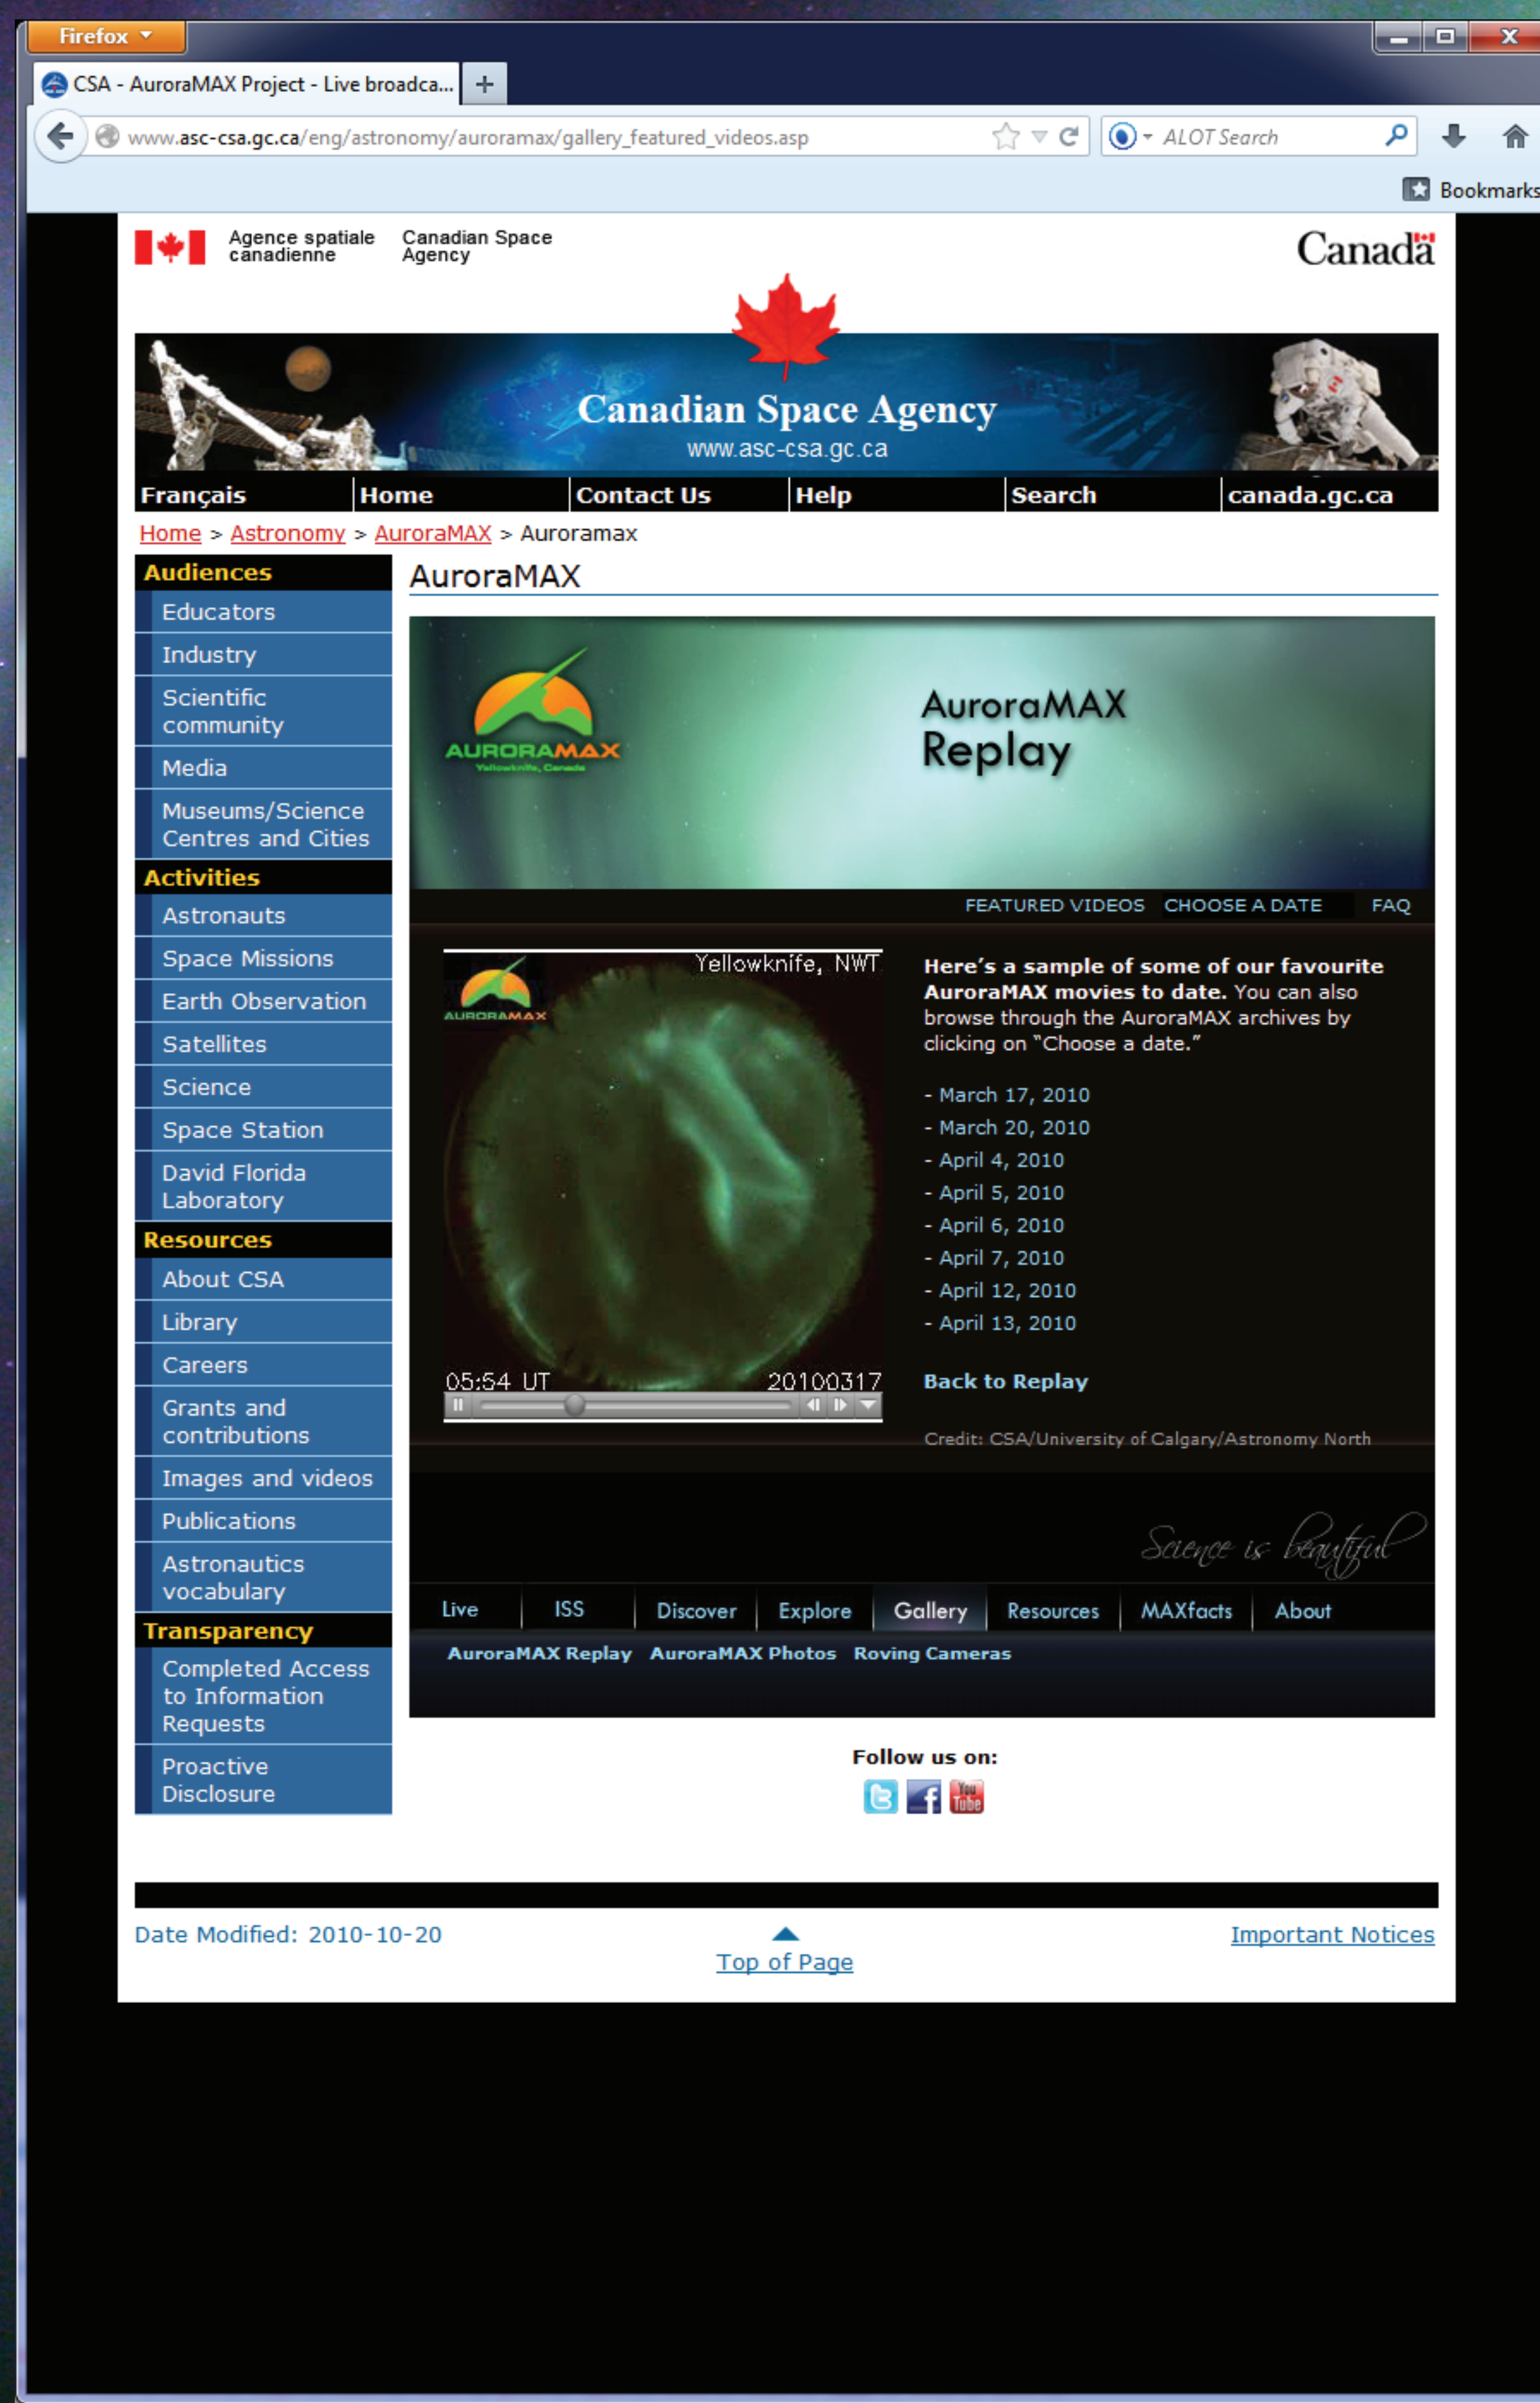 Firefox
CSA - AuroraMAX Project - Live broadca...
www.asc-csa.gc.ca/eng/astronomy/auroramax/gallery_featured_videos.asp
ALOT Search
Bookmarks
Agence spatiale canadienne
Canadian Space Agency
Canada
Canadian Space Agency
www.asc-csa.gc.ca
Français Home Contact Us Help Search canada.gc.ca
Home > Astronomy > AuroraMAX > Auroramax
Audiences
Educators
Industry
Scientific
community
Media
Museums/Science
Centres and Cities
Activities
Astronauts
Space Missions
Earth Observation
Satellites
Science
Space Station
David Florida
Laboratory
Resources
About CSA
Library
Careers
Grants and
contributions
Images and videos
Publications
Astronautics
vocabulary
Transparency
Completed Access
to Information
Requests
Proactive
Disclosure
AuroraMAX
AURORAMAX
Yellowknife, Canada
AuroraMAX
Replay
FEATURED VIDEOS CHOOSE A DATE FAQ
Yellowknife, NWT
AURORAMAX
05:54 UT 20100317
Here's a sample of some of our favourite
AuroraMAX movies to date. You can also
browse through the AuroraMAX archives by
clicking on "Choose a date."
- March 17, 2010
- March 20, 2010
- April 4, 2010
- April 5, 2010
- April 6, 2010
- April 7, 2010
- April 12, 2010
- April 13, 2010
Back to Replay
Credit: CSA/University of Calgary/Astronomy North
Science is beautiful
Live ISS Discover Explore Gallery Resources MAXfacts About
AuroraMAX Replay AuroraMAX Photos Roving Cameras
Follow us on:
You
Tube
Date Modified: 2010-10-20
Top of Page
Important Notices